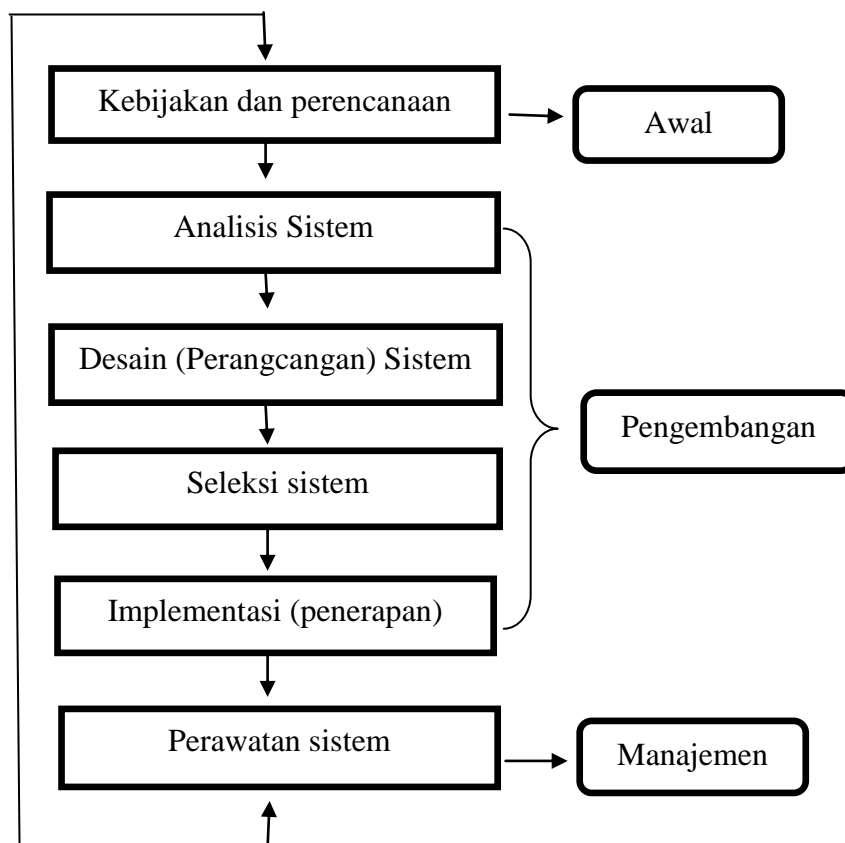 Kebijakan dan perencanaan
Awal
Analisis Sistem
Desain (Perangcangan) Sistem
Pengembangan
Seleksi sistem
Implementasi (penerapan)
Perawatan sistem
Manajemen